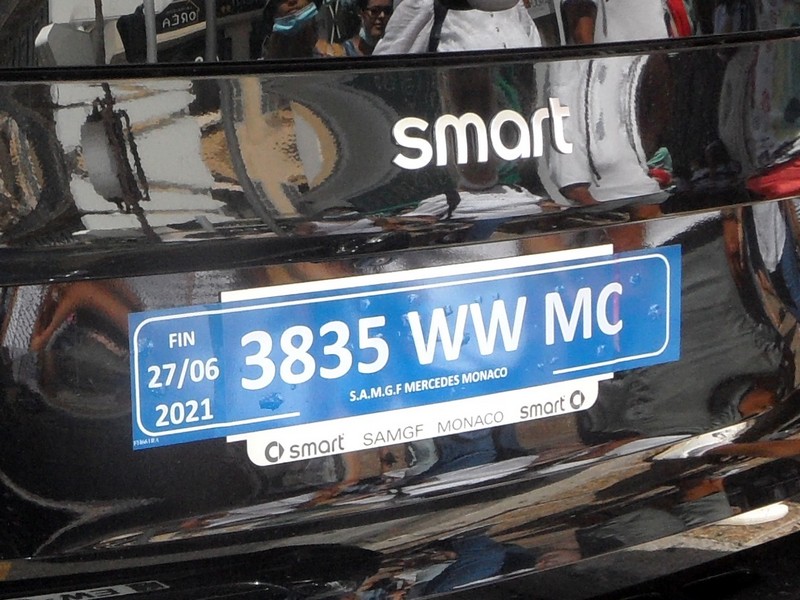 smart
FIN
27/06
2021
3835 WW MC
S.A.M.G.F MERCEDES MONACO
smart SAMGF MONACO smart